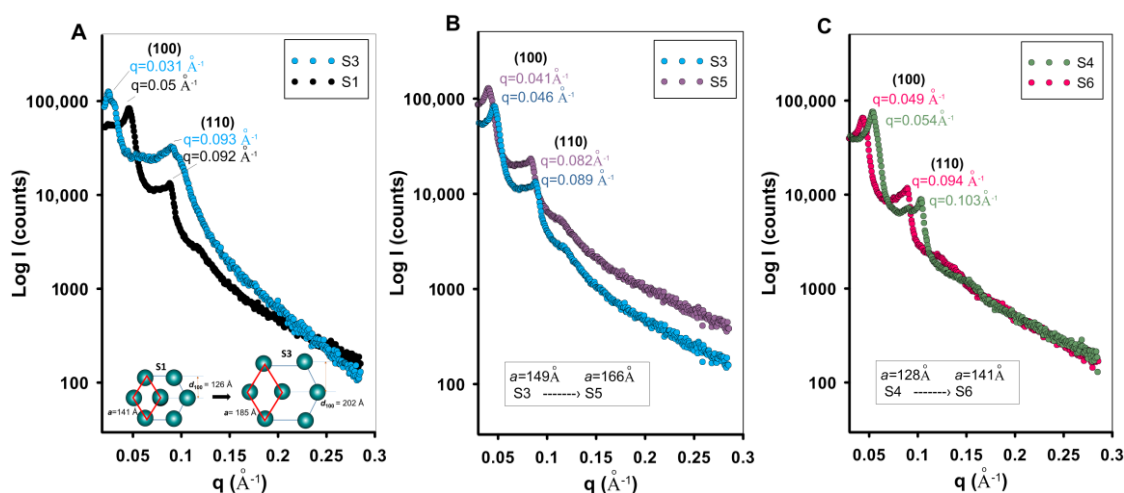 A
(100)
q=0.031 Å⁻¹
q=0.05 Å⁻¹
(110)
q=0.093 Å⁻¹
q=0.092 Å⁻¹
S3
S1
Log I (counts)
100,000
10,000
1000
100
S1
d₁₀₀ = 126 Å
a=141 Å
S3
d₁₀₀ = 202 Å
a= 185 Å
0.05 0.1 0.15 0.2 0.25 0.3
q (Å⁻¹)
B
(100)
q=0.041 Å⁻¹
q=0.046 Å⁻¹
(110)
q=0.082 Å⁻¹
q=0.089 Å⁻¹
S3
S5
Log I (counts)
100,000
10,000
1000
100
a=149Å a=166Å
S3 -------> S5
0.05 0.1 0.15 0.2 0.25 0.3
q (Å⁻¹)
C
(100)
q=0.049 Å⁻¹
q=0.054Å⁻¹
(110)
q=0.094 Å⁻¹
q=0.103Å⁻¹
S4
S6
Log I (counts)
100,000
10,000
1000
100
a=128Å a=141Å
S4 -------> S6
0.05 0.1 0.15 0.2 0.25 0.3
q (Å⁻¹)